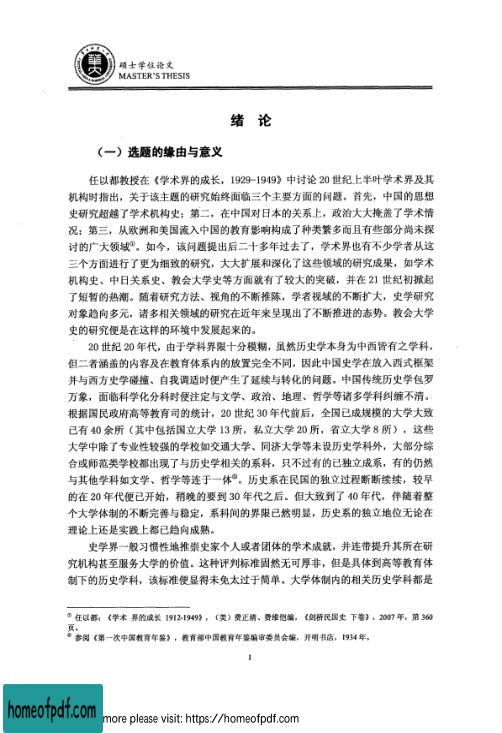 硕士学位论文
MASTER'S THESIS
绪 论
（一）选题的缘由与意义
任以都教授在《学术界的成长，1929-1949》中讨论20世纪上半叶学术界及其
机构时指出，关于该主题的研究始终面临三个主要方面的问题。首先，中国的思想
史研究超越了学术机构史；第二，在中国对日本的关系上，政治大大掩盖了学术情
况；第三，从欧洲和美国流入中国的教育影响构成了种类繁多而且有些部分尚未探
讨的广大领域①。如今，该问题提出后二十多年过去了，学术界也有不少学者从这
三个方面进行了更为细致的研究，大大扩展和深化了这些领域的研究成果，如学术
机构史、中日关系史、教会大学史等方面就有了较大的突破，并在21世纪初掀起
了短暂的热潮。随着研究方法、视角的不断推陈，学者视域的不断扩大，史学研究
对象趋向多元，诸多相关领域的研究在近年来呈现出了不断推进的态势。教会大学
史的研究便是在这样的环境中发展起来的。
20世纪20年代，由于学科界限十分模糊，虽然历史学本身为中西皆有之学科，
但二者涵盖的内容及在教育体系内的放置完全不同，因此中国史学在放入西式框架
并与西方史学碰撞、自我调适时便产生了延续与转化的问题。中国传统历史学包罗
万象，面临科学化分科时便注定与文学、政治、地理、哲学等诸多学科纠缠不清。
根据国民政府高等教育司的统计，20世纪30年代前后，全国已成规模的大学大致
已有40余所（其中包括国立大学13所，私立大学20所，省立大学8所），这些
大学中除了专业性较强的学校如交通大学、同济大学等未设历史学科外，大部分综
合或师范类学校都出现了与历史学相关的系科，只不过有的已独立成系，有的仍然
与其他学科如文学、哲学等连于一体②。历史系在民国的独立过程断断续续，较早
的在20年代便已开始，稍晚的要到30年代之后。但大致到了40年代，伴随着整
个大学体制的不断完善与稳定，系科间的界限已然明显，历史系的独立地位无论在
理论上还是实践上都已趋向成熟。
史学界一般习惯性地推崇史家个人或者团体的学术成就，并连带提升其所在研
究机构甚至服务大学的价值。这种评判标准固然无可厚非，但是具体到高等教育体
制下的历史学科，该标准便显得未免太过于简单。大学体制内的相关历史学科都是
① 任以都：《学术 界的成长 1912-1949》，（美）费正清、费维恺编，《剑桥民国史 下卷》，2007年，第360
页。
② 参阅《第一次中国教育年鉴》，教育部中国教育年鉴编审委员会编，开明书店，1934年。
1
homeofpdf.com
more please visit: https://homeofpdf.com